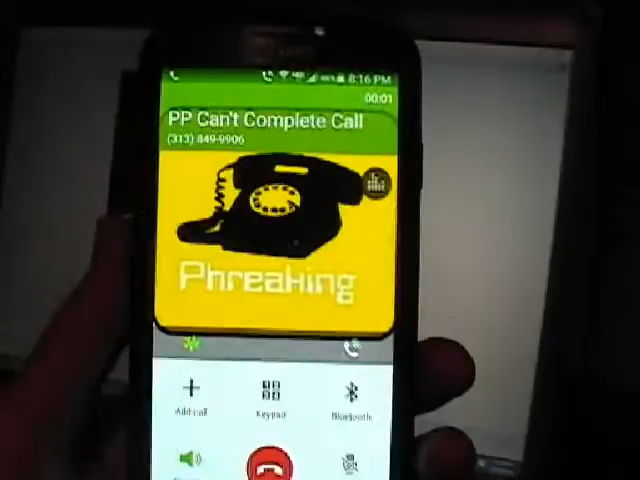 8:16 PM
00:01
PP Can't Complete Call
(313) 849-9906
Phreaking
Add call
Keypad
Bluetooth